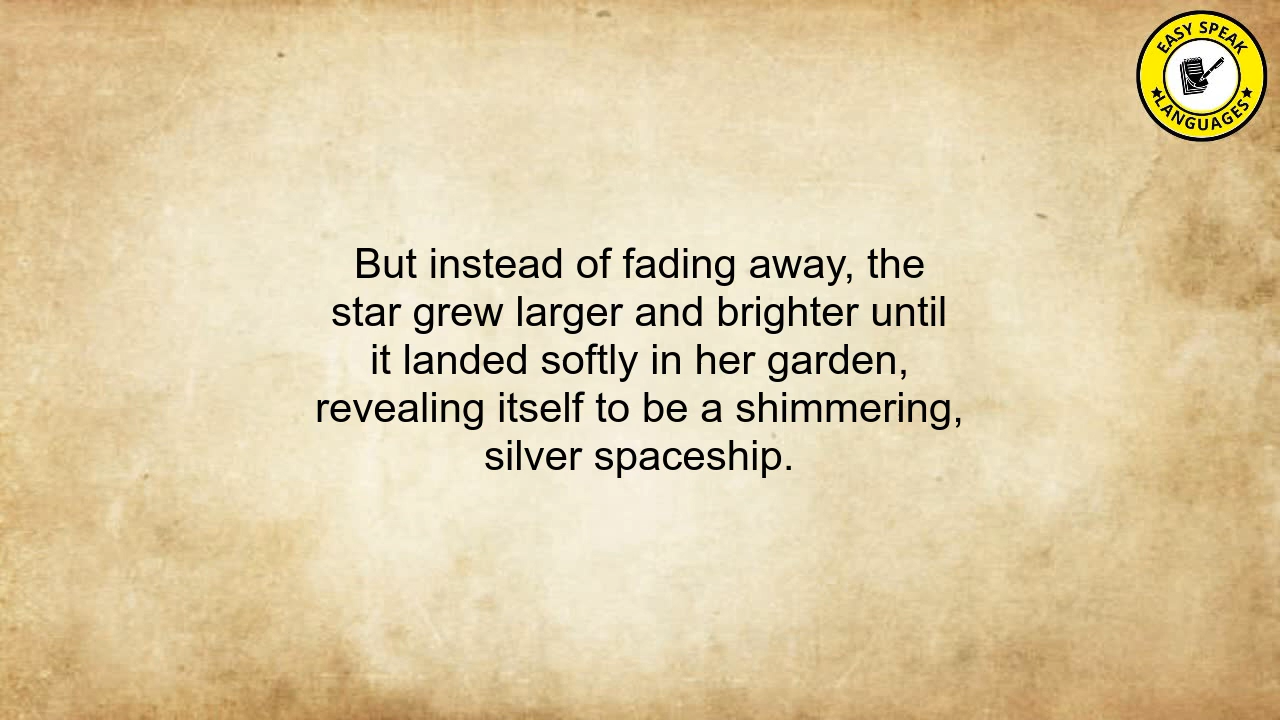 EASY SPEAK
LANGUAGES
But instead of fading away, the
star grew larger and brighter until
it landed softly in her garden,
revealing itself to be a shimmering,
silver spaceship.